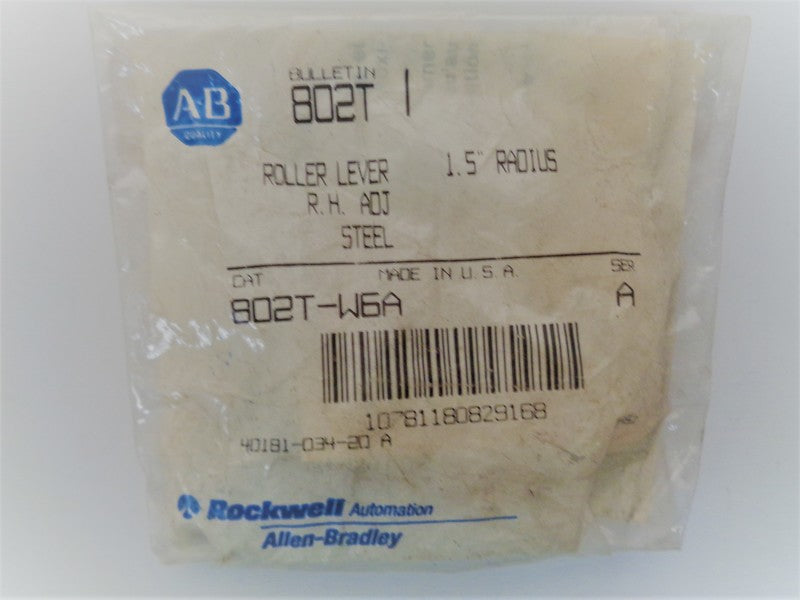 AB
QUALITY
BULLETIN
802T
ROLLER LEVER 1.5" RADIUS
R.H. ADJ
STEEL
CAT MADE IN U.S.A. SER
802T-W6A A
10781180829168
40181-034-20 A
Rockwell Automation
Allen-Bradley